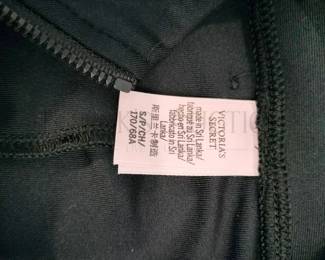 VICTORIA'S
SECRET
made in Sri Lanka/
fabriqué au Sri Lanka/
hecho en Sri Lanka/
fabricado in Sri
Lanka/
斯里兰卡制造
S/P/CH/
170/68A